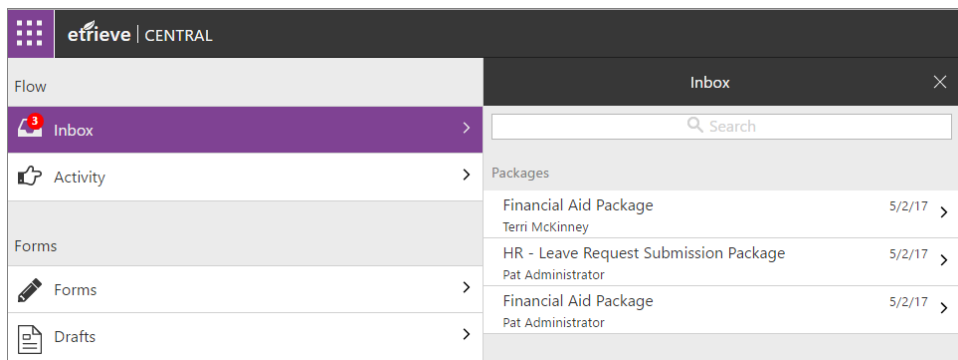 etrieve | CENTRAL
Flow
3
Inbox
Activity
Forms
Forms
Drafts
Inbox
Search
Packages
Financial Aid Package 5/2/17
Terri McKinney
HR - Leave Request Submission Package 5/2/17
Pat Administrator
Financial Aid Package 5/2/17
Pat Administrator